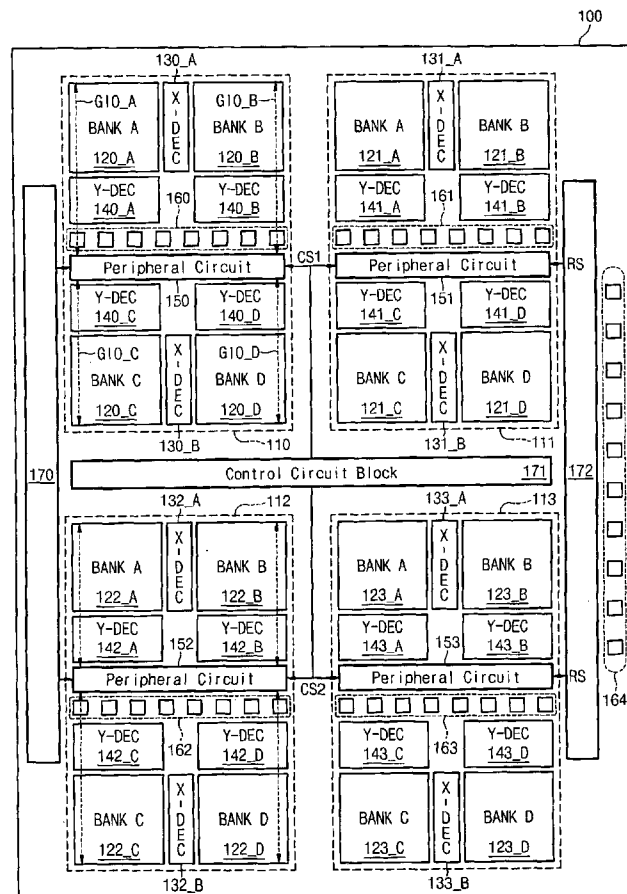 100
130_A
131_A
GIO_A
BANK A
120_A
X-DEC
GIO_B
BANK B
120_B
BANK A
121_A
X-DEC
BANK B
121_B
Y-DEC
140_A
160
Y-DEC
140_B
Y-DEC
141_A
161
Y-DEC
141_B
Peripheral Circuit
CS1
Peripheral Circuit
RS
Y-DEC
140_C
150
Y-DEC
140_D
Y-DEC
141_C
151
Y-DEC
141_D
GIO_C
BANK C
120_C
X-DEC
GIO_D
BANK D
120_D
BANK C
121_C
X-DEC
BANK D
121_D
130_B
110
131_B
111
170
Control Circuit Block
171
172
132_A
112
133_A
113
BANK A
122_A
X-DEC
BANK B
122_B
BANK A
123_A
X-DEC
BANK B
123_B
Y-DEC
142_A
152
Y-DEC
142_B
Y-DEC
143_A
153
Y-DEC
143_B
Peripheral Circuit
CS2
Peripheral Circuit
RS
164
Y-DEC
142_C
162
Y-DEC
142_D
Y-DEC
143_C
163
Y-DEC
143_D
BANK C
122_C
X-DEC
BANK D
122_D
BANK C
123_C
X-DEC
BANK D
123_D
132_B
133_B